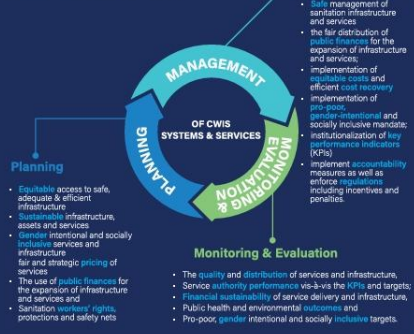 Safe management of
sanitation infrastructure
and services
the fair distribution of
public finances for the
expansion of infrastructure
and services;
implementation of
equitable costs and
efficient cost recovery
implementation of
pro-poor,
gender-intentional and
socially inclusive mandate;
institutionalization of key
performance indicators
(KPIs)
implement accountability
measures as well as
enforce regulations
including incentives and
penalties.
MANAGEMENT
OF CWIS
SYSTEMS & SERVICES
PLANNING
MONITORING &
EVALUATION
Planning
Equitable access to safe,
adequate & efficient
infrastructure
Sustainable infrastructure,
assets and services
Gender intentional and socially
inclusive services and
infrastructure
fair and strategic pricing of
services
The use of public finances for
the expansion of infrastructure
and services and
Sanitation workers' rights,
protections and safety nets
Monitoring & Evaluation
The quality and distribution of services and infrastructure,
Service authority performance vis-à-vis the KPIs and targets;
Financial sustainability of service delivery and infrastructure,
Public health and environmental outcomes and
Pro-poor, gender intentional and socially inclusive targets.